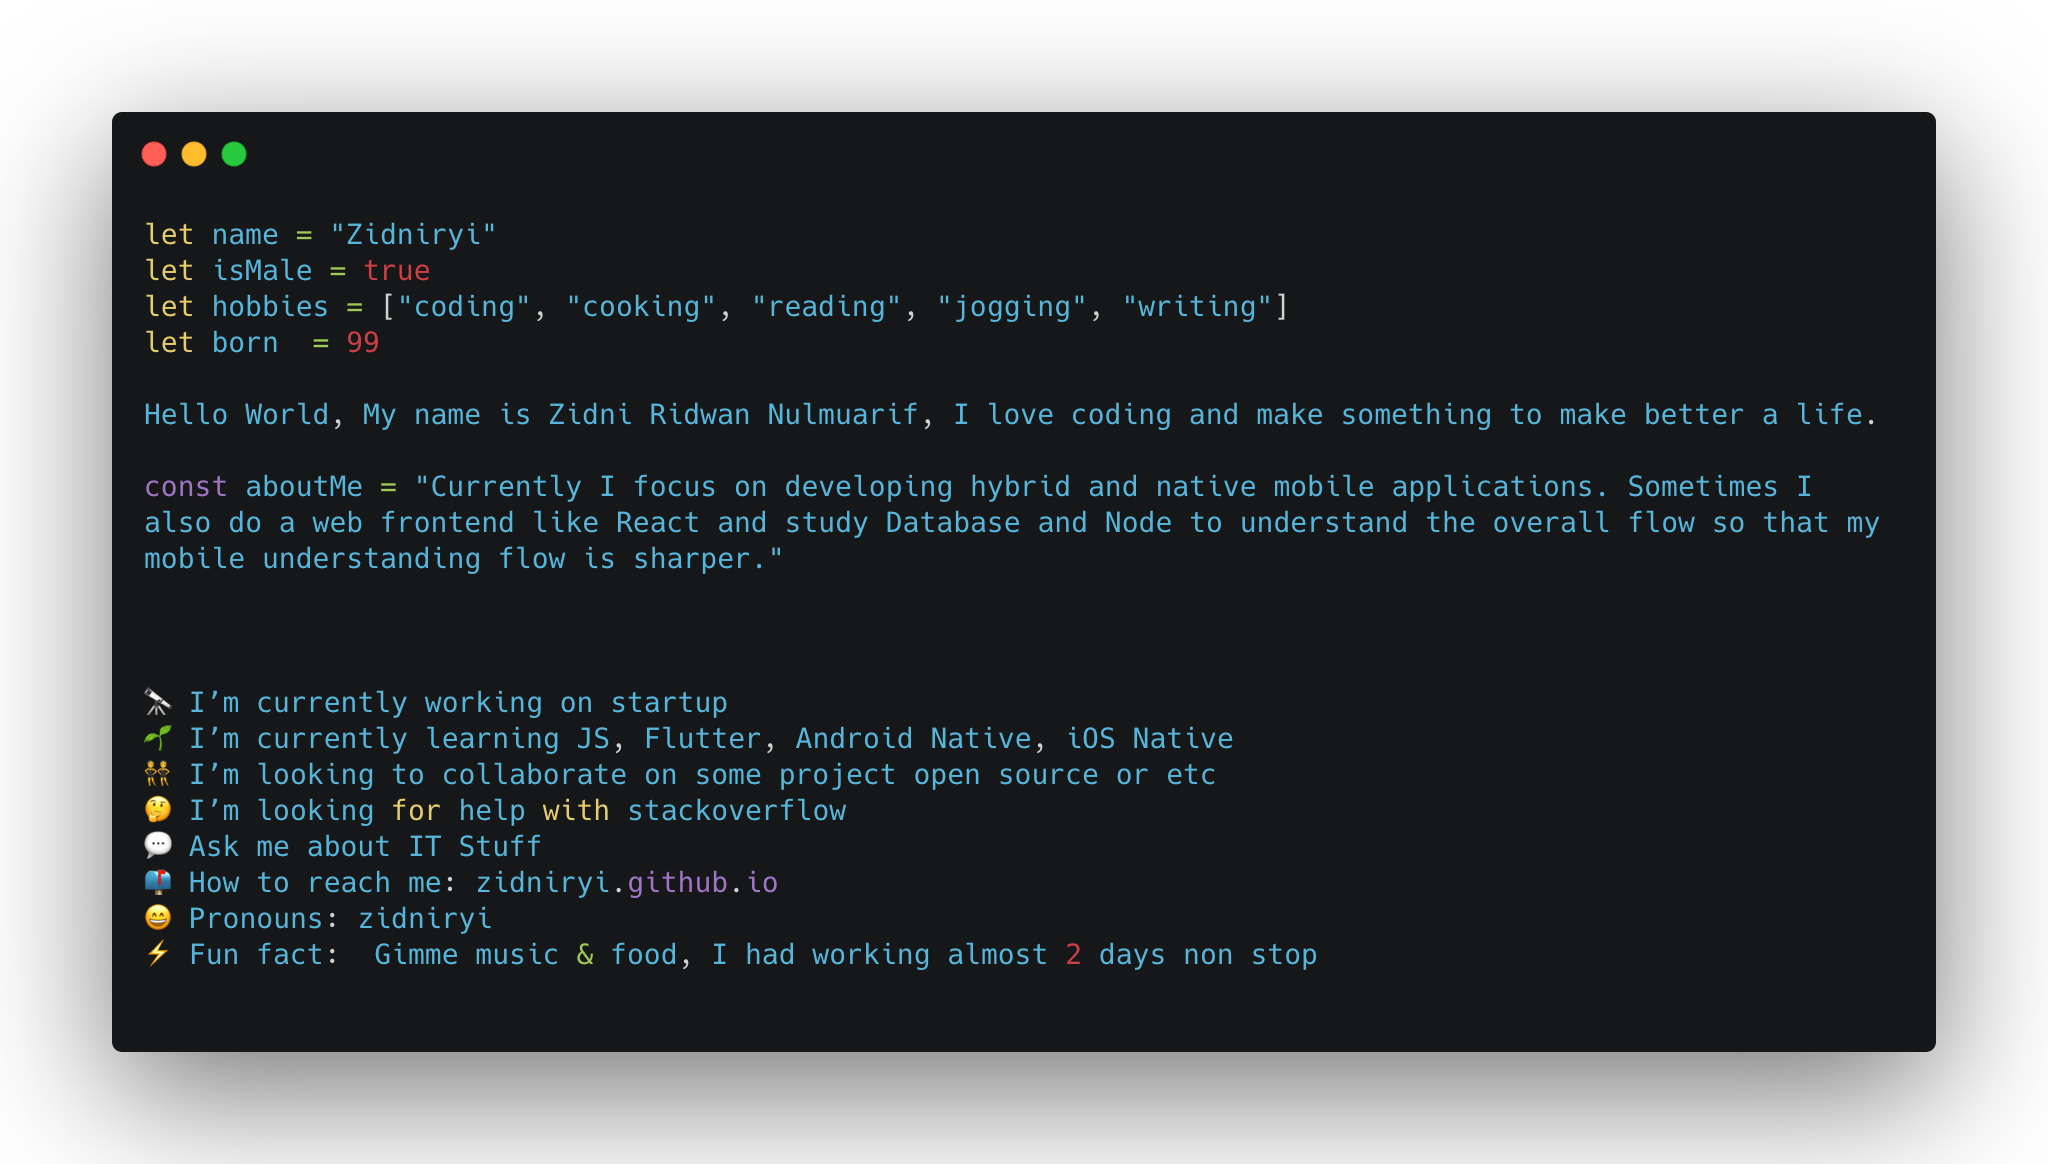 let name = "Zidniryi"
let isMale = true
let hobbies = ["coding", "cooking", "reading", "jogging", "writing"]
let born  = 99
Hello World, My name is Zidni Ridwan Nulmuarif, I love coding and make something to make better a life.
const aboutMe = "Currently I focus on developing hybrid and native mobile applications. Sometimes I
also do a web frontend like React and study Database and Node to understand the overall flow so that my
mobile understanding flow is sharper."
🔭 I’m currently working on startup
🌱 I’m currently learning JS, Flutter, Android Native, iOS Native
👯 I’m looking to collaborate on some project open source or etc
🤔 I’m looking for help with stackoverflow
💬 Ask me about IT Stuff
📫 How to reach me: zidniryi.github.io
😄 Pronouns: zidniryi
⚡ Fun fact:  Gimme music & food, I had working almost 2 days non stop